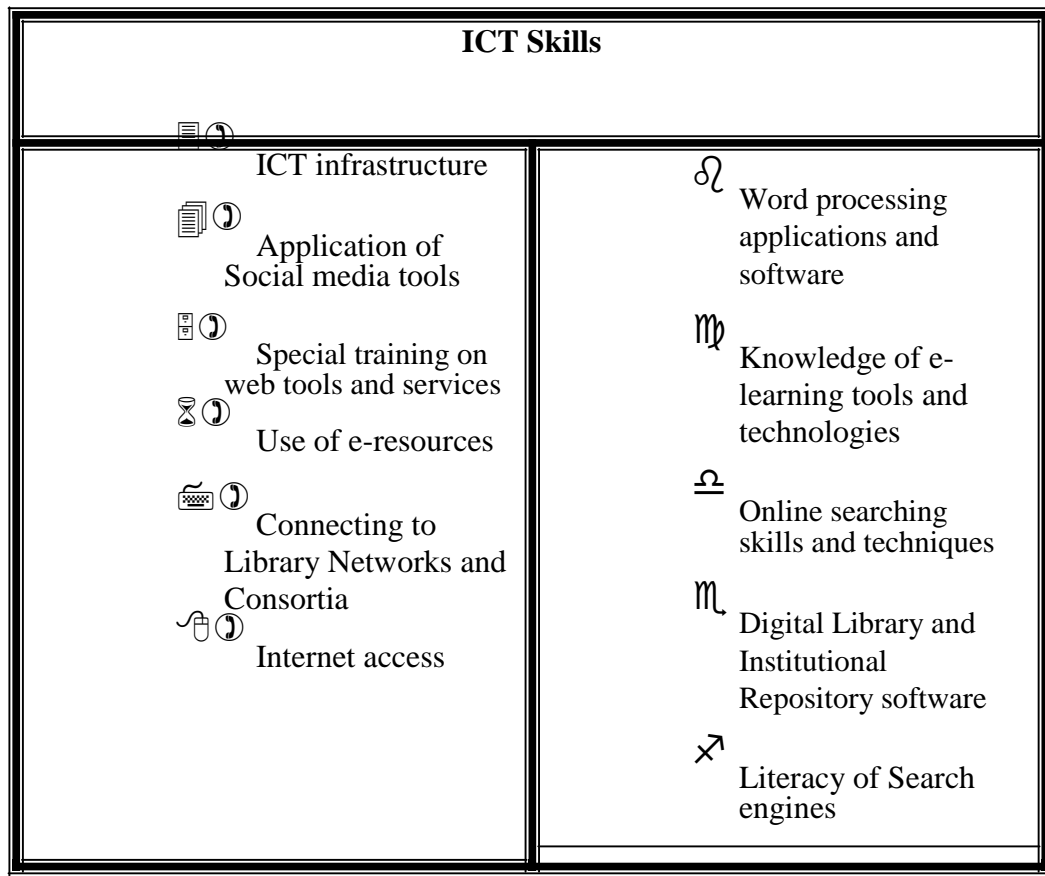 ICT Skills
ICT infrastructure
Application of
Social media tools
Special training on
web tools and services
Use of e-resources
Connecting to
Library Networks and
Consortia
Internet access
Word processing
applications and
software
Knowledge of e-
learning tools and
technologies
Online searching
skills and techniques
Digital Library and
Institutional
Repository software
Literacy of Search
engines